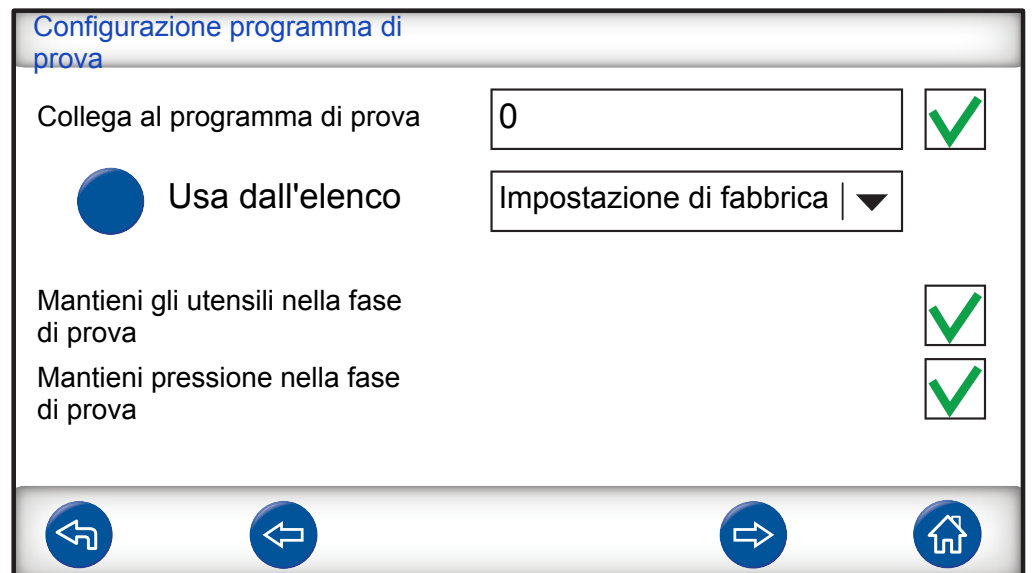 Configurazione programma di
prova
Collega al programma di prova
0
Usa dall'elenco
Impostazione di fabbrica
Mantieni gli utensili nella fase
di prova
Mantieni pressione nella fase
di prova